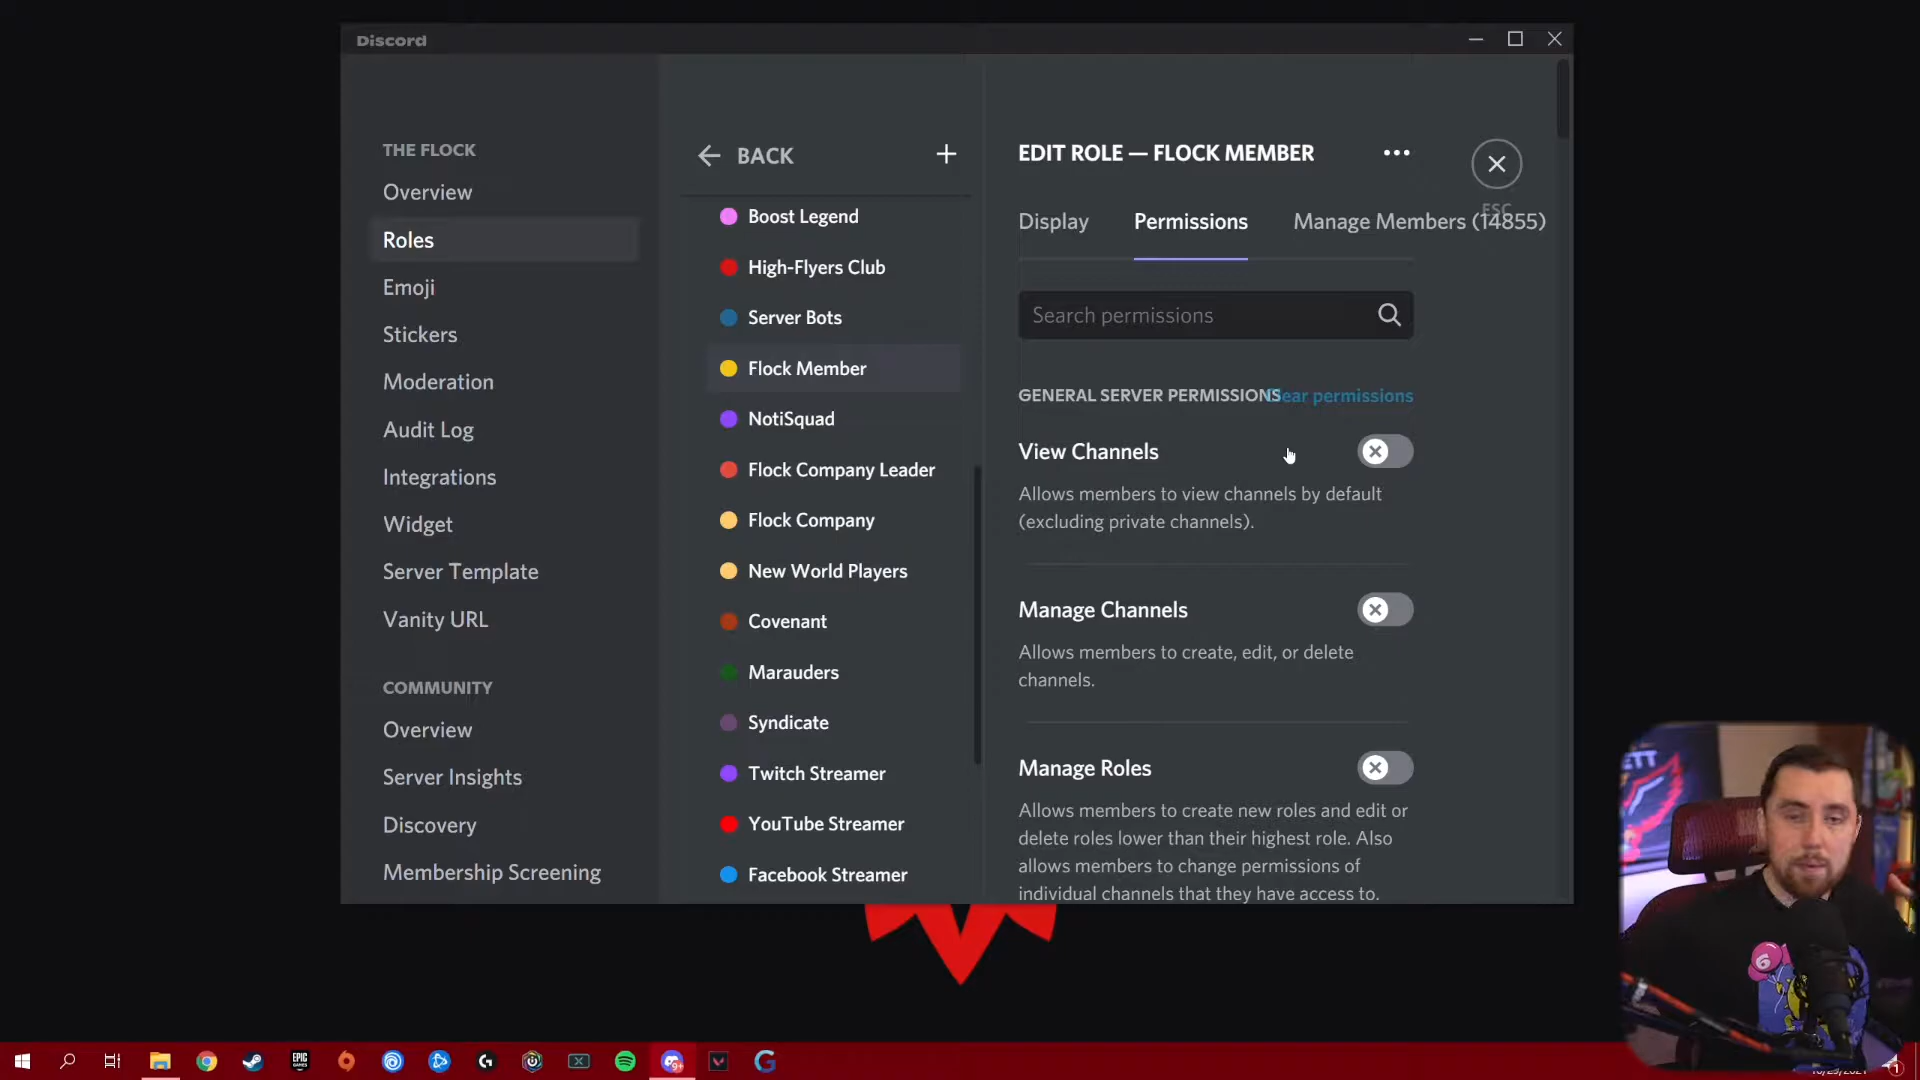 Discord
THE FLOCK
Overview
Roles
Emoji
Stickers
Moderation
Audit Log
Integrations
Widget
Server Template
Vanity URL
COMMUNITY
Overview
Server Insights
Discovery
Membership Screening
BACK
Boost Legend
High-Flyers Club
Server Bots
Flock Member
NotiSquad
Flock Company Leader
Flock Company
New World Players
Covenant
Marauders
Syndicate
Twitch Streamer
YouTube Streamer
Facebook Streamer
EDIT ROLE — FLOCK MEMBER
ESC
Display
Permissions
Manage Members (14855)
Search permissions
GENERAL SERVER PERMISSIONS
Clear permissions
View Channels
Allows members to view channels by default
(excluding private channels).
Manage Channels
Allows members to create, edit, or delete
channels.
Manage Roles
Allows members to create new roles and edit or
delete roles lower than their highest role. Also
allows members to change permissions of
individual channels that they have access to.
EPIC
GAMES
9+
6
1